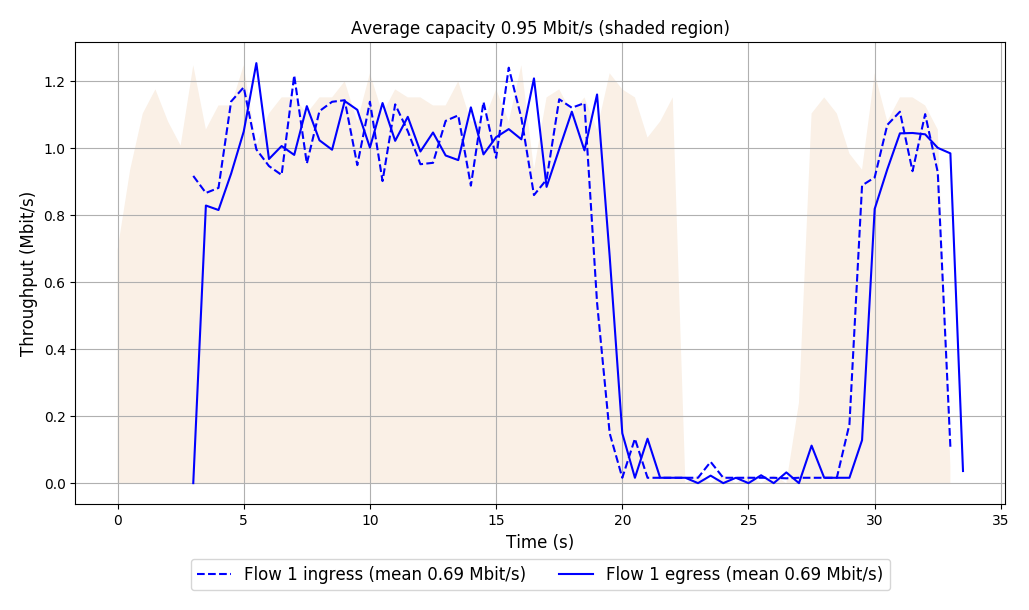 Average capacity 0.95 Mbit/s (shaded region)
Throughput (Mbit/s)
1.2
1.0
0.8
0.6
0.4
0.2
0.0
0 5 10 15 20 25 30 35
Time (s)
Flow 1 ingress (mean 0.69 Mbit/s) Flow 1 egress (mean 0.69 Mbit/s)